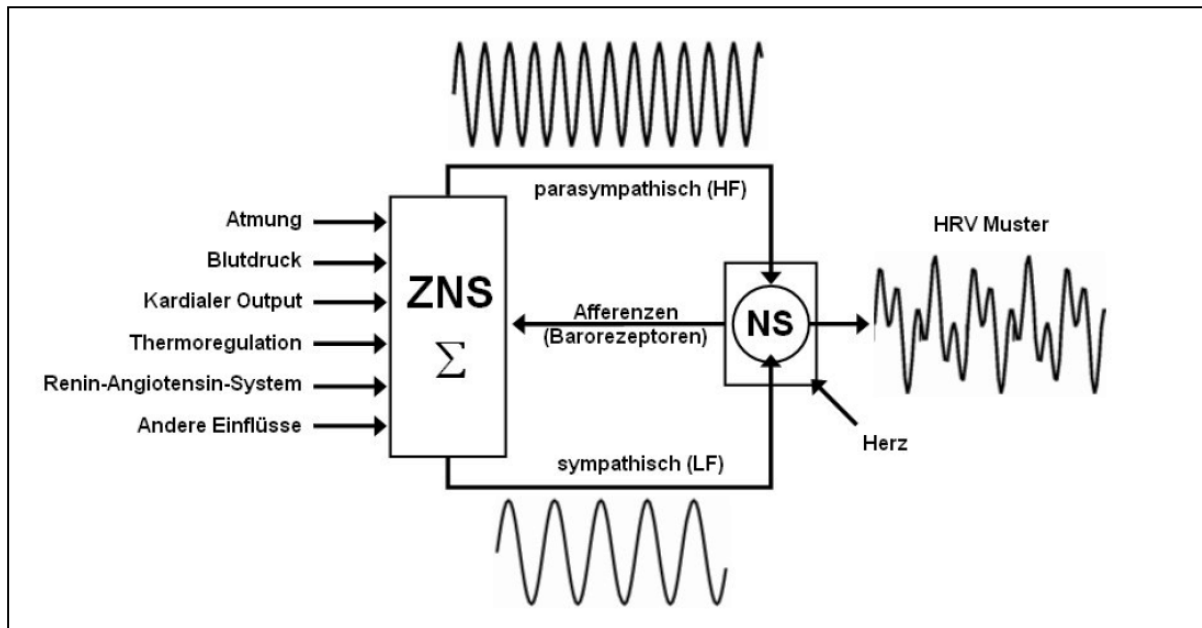 parasympathisch (HF)
Atmung
Blutdruck
Kardialer Output
Thermoregulation
Renin-Angiotensin-System
Andere Einflüsse
ZNS
Σ
Afferenzen
(Barorezeptoren)
NS
HRV Muster
Herz
sympathisch (LF)